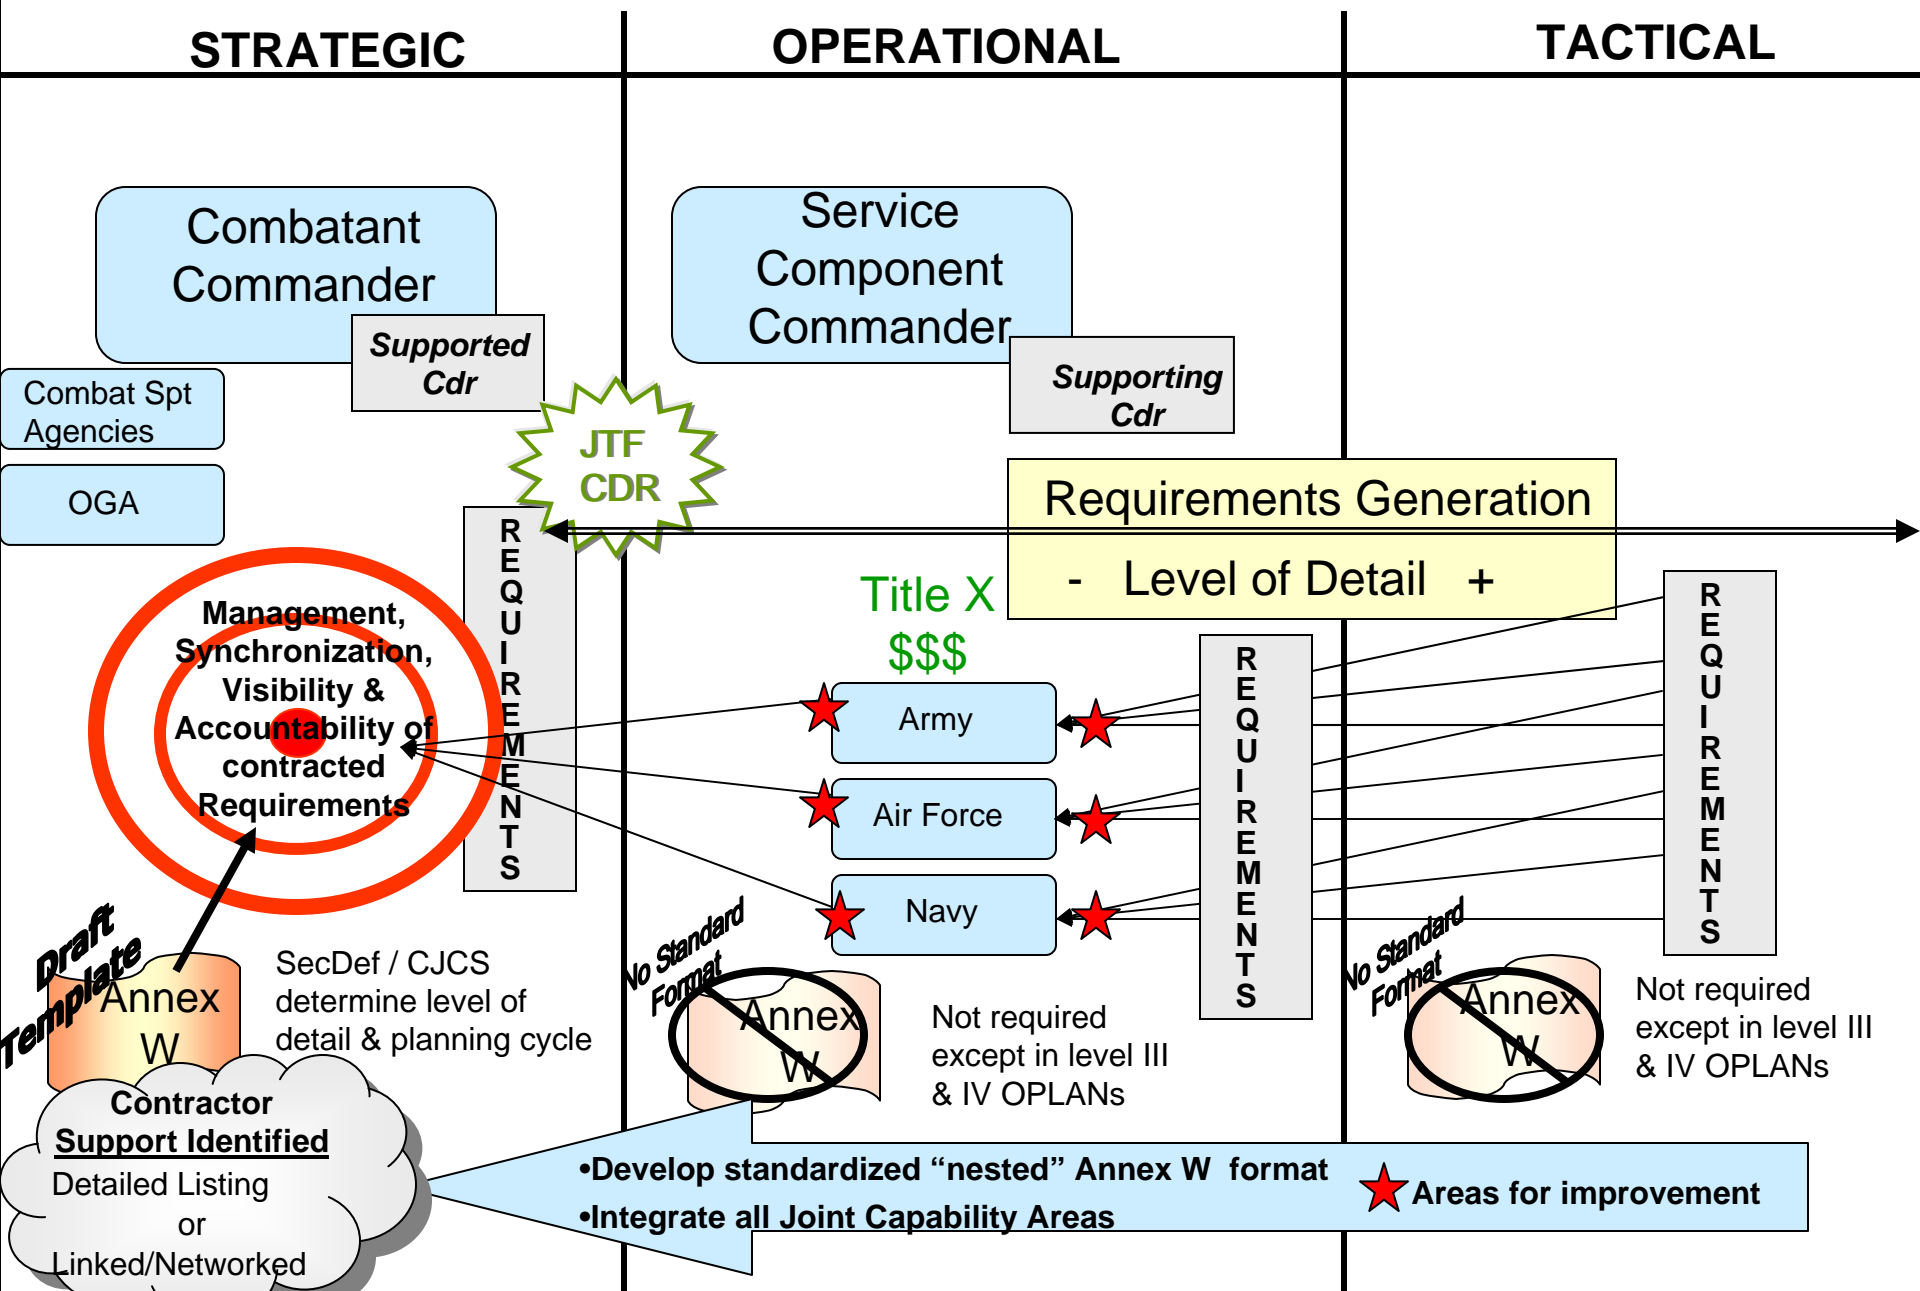 STRATEGIC
OPERATIONAL
TACTICAL
Combatant
Commander
Supported
Cdr
Service
Component
Commander
Supporting
Cdr
Combat Spt
Agencies
OGA
JTF
CDR
Requirements Generation
- Level of Detail +
REQUIREMENTS
Management,
Synchronization,
Visibility &
Accountability of
contracted
Requirements
Title X
$$$
Army
Air Force
Navy
REQUIREMENTS
REQUIREMENTS
Draft
Template
Annex
W
SecDef / CJCS
determine level of
detail & planning cycle
No Standard
Format
Annex
W
Not required
except in level III
& IV OPLANs
No Standard
Format
Annex
W
Not required
except in level III
& IV OPLANs
Contractor
Support Identified
Detailed Listing
or
Linked/Networked
•Develop standardized “nested” Annex W format
•Integrate all Joint Capability Areas
Areas for improvement